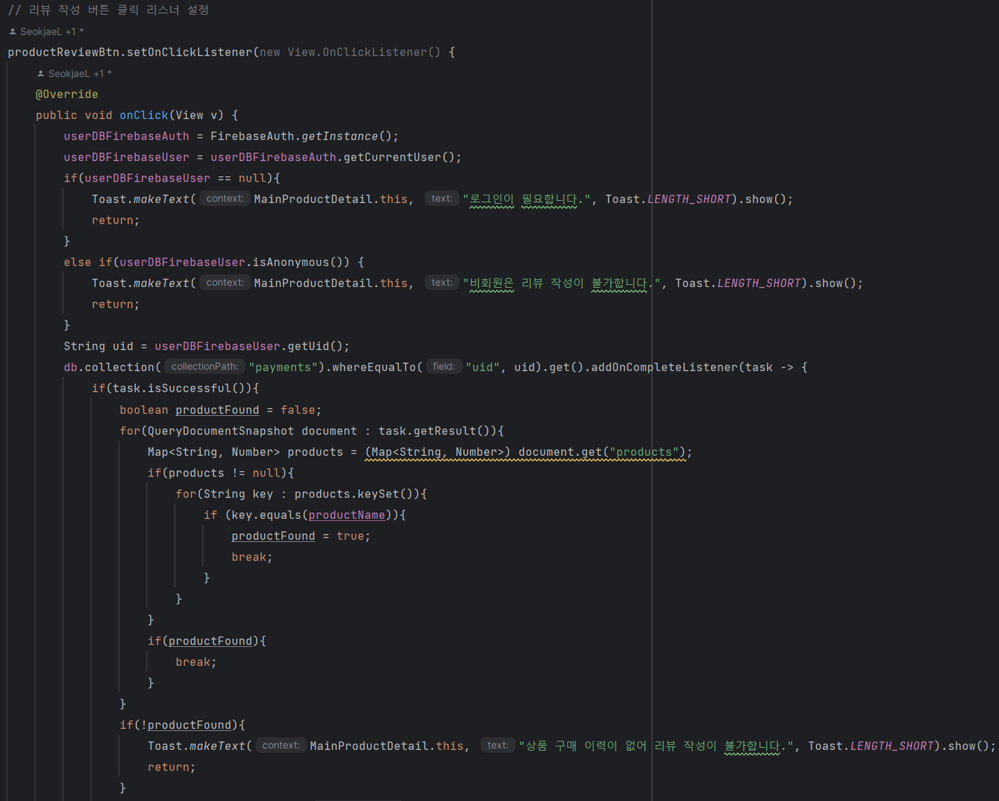 // 리뷰 작성 버튼 클릭 리스너 설정
SeokjaeL +1 *
productReviewBtn.setOnClickListener(new View.OnClickListener() {
SeokjaeL +1 *
@Override
public void onClick(View v) {
userDBFirebaseAuth = FirebaseAuth.getInstance();
userDBFirebaseUser = userDBFirebaseAuth.getCurrentUser();
if(userDBFirebaseUser == null){
Toast.makeText( context: MainProductDetail.this, text: "로그인이 필요합니다.", Toast.LENGTH_SHORT).show();
return;
}
else if(userDBFirebaseUser.isAnonymous()) {
Toast.makeText( context: MainProductDetail.this, text: "비회원은 리뷰 작성이 불가합니다.", Toast.LENGTH_SHORT).show();
return;
}
String uid = userDBFirebaseUser.getUid();
db.collection( collectionPath: "payments").whereEqualTo( field: "uid", uid).get().addOnCompleteListener(task -> {
if(task.isSuccessful()){
boolean productFound = false;
for(QueryDocumentSnapshot document : task.getResult()){
Map<String, Number> products = (Map<String, Number>) document.get("products");
if(products != null){
for(String key : products.keySet()){
if (key.equals(productName)){
productFound = true;
break;
}
}
}
if(productFound){
break;
}
}
if(!productFound){
Toast.makeText( context: MainProductDetail.this, text: "상품 구매 이력이 없어 리뷰 작성이 불가합니다.", Toast.LENGTH_SHORT).show();
return;
}